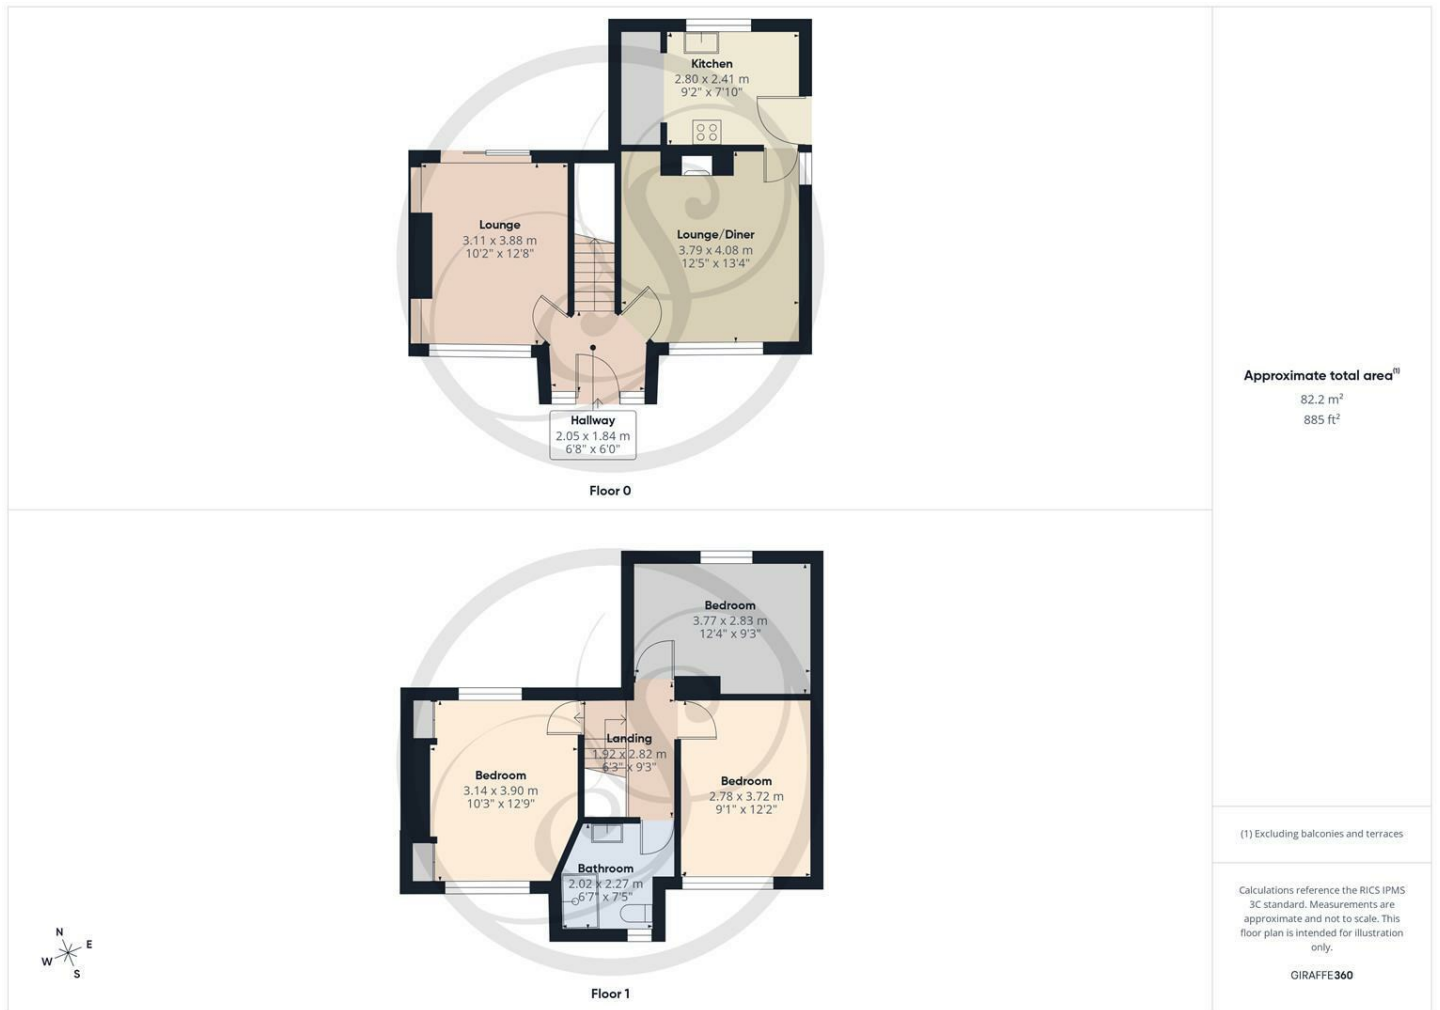 Kitchen
2.80 x 2.41 m
9'2" x 7'10"
Lounge
3.11 x 3.88 m
10'2" x 12'8"
Lounge/Diner
3.79 x 4.08 m
12'5" x 13'4"
Hallway
2.05 x 1.84 m
6'8" x 6'0"
Floor 0
Approximate total area(1)
82.2 m²
885 ft²
Bedroom
3.77 x 2.83 m
12'4" x 9'3"
Landing
1.92 x 2.82 m
6'3" x 9'3"
Bedroom
3.14 x 3.90 m
10'3" x 12'9"
Bedroom
2.78 x 3.72 m
9'1" x 12'2"
Bathroom
2.02 x 2.27 m
6'7" x 7'5"
N
E
W
S
Floor 1
(1) Excluding balconies and terraces
Calculations reference the RICS IPMS
3C standard. Measurements are
approximate and not to scale. This
floor plan is intended for illustration
only.
GIRAFFE360